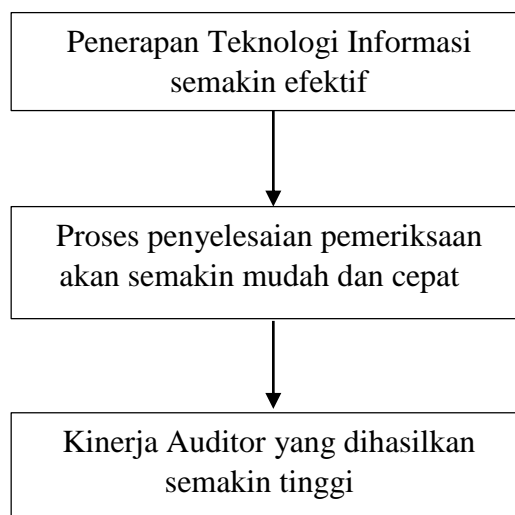 Penerapan Teknologi Informasi
semakin efektif
Proses penyelesaian pemeriksaan
akan semakin mudah dan cepat
Kinerja Auditor yang dihasilkan
semakin tinggi